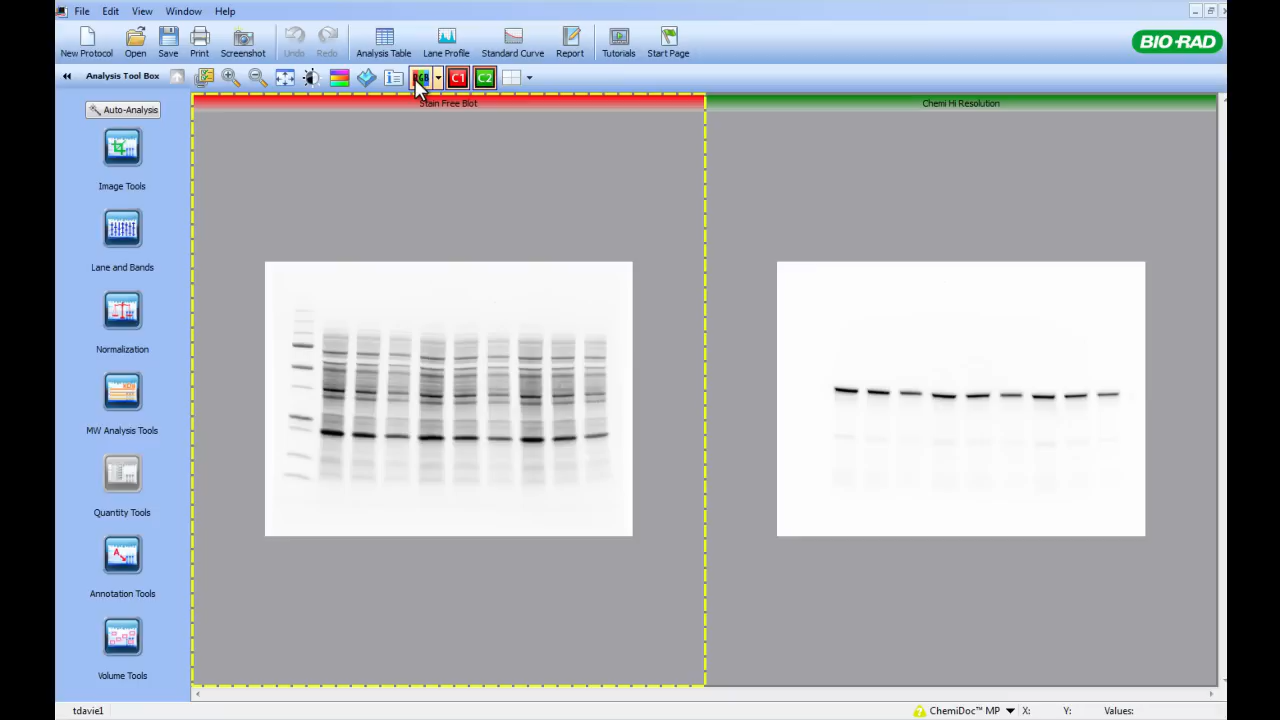 File Edit View Window Help
New Protocol Open Save Print Screenshot Undo Redo Analysis Table Lane Profile Standard Curve Report Tutorials Start Page
BIO-RAD
Analysis Tool Box RGB C1 C2
Auto-Analysis
Stain Free Blot
Chemi Hi Resolution
Image Tools
Lane and Bands
Normalization
MW Analysis Tools
Quantity Tools
A
Annotation Tools
Volume Tools
tdavie1
ChemiDoc™ MP X: Y: Values: